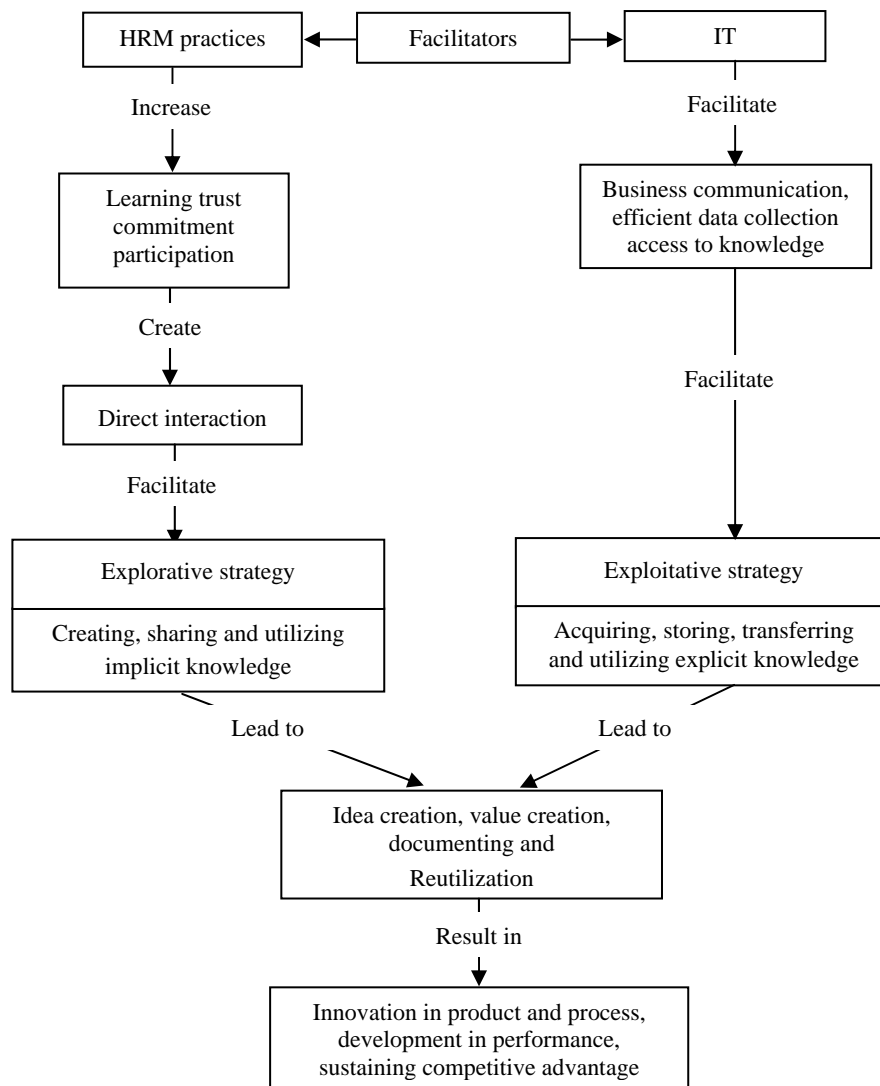 HRM practices
Facilitators
IT
Increase
Facilitate
Learning trust
commitment
participation
Business communication,
efficient data collection
access to knowledge
Create
Facilitate
Direct interaction
Facilitate
Explorative strategy
Exploitative strategy
Creating, sharing and utilizing
implicit knowledge
Acquiring, storing, transferring
and utilizing explicit knowledge
Lead to
Lead to
Idea creation, value creation,
documenting and
Reutilization
Result in
Innovation in product and process,
development in performance,
sustaining competitive advantage